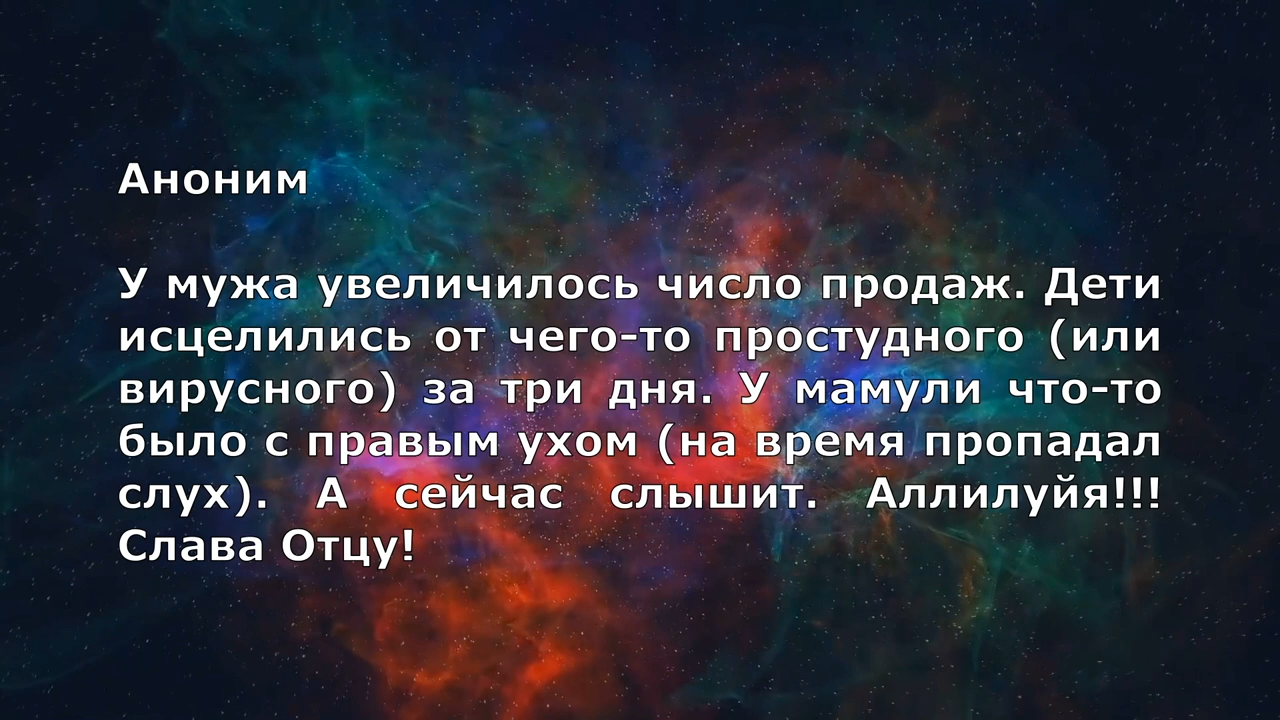 Аноним
У мужа увеличилось число продаж. Дети
исцелились от чего-то простудного (или
вирусного) за три дня. У мамули что-то
было с правым ухом (на время пропадал
слух). А сейчас слышит. Аллилуйя!!!
Слава Отцу!